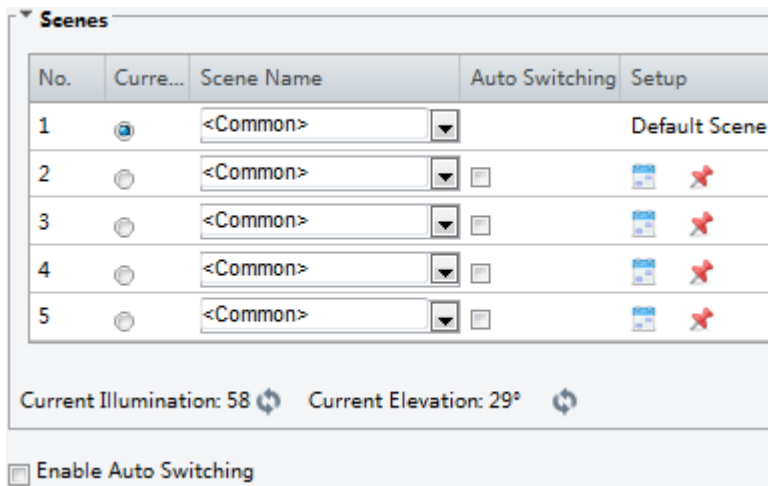 Scenes
No. Curre... Scene Name Auto Switching Setup
1 <Common> Default Scene
2 <Common>
3 <Common>
4 <Common>
5 <Common>
Current Illumination: 58 Current Elevation: 29°
Enable Auto Switching